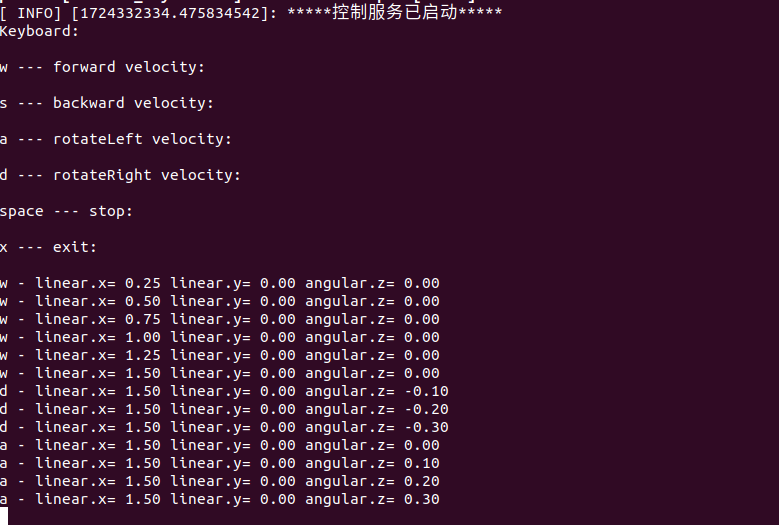 [ INFO] [1724332334.475834542]: *****控制服务已启动*****
Keyboard:
w --- forward velocity:
s --- backward velocity:
a --- rotateLeft velocity:
d --- rotateRight velocity:
space --- stop:
x --- exit:
w - linear.x= 0.25 linear.y= 0.00 angular.z= 0.00
w - linear.x= 0.50 linear.y= 0.00 angular.z= 0.00
w - linear.x= 0.75 linear.y= 0.00 angular.z= 0.00
w - linear.x= 1.00 linear.y= 0.00 angular.z= 0.00
w - linear.x= 1.25 linear.y= 0.00 angular.z= 0.00
w - linear.x= 1.50 linear.y= 0.00 angular.z= 0.00
d - linear.x= 1.50 linear.y= 0.00 angular.z= -0.10
d - linear.x= 1.50 linear.y= 0.00 angular.z= -0.20
d - linear.x= 1.50 linear.y= 0.00 angular.z= -0.30
a - linear.x= 1.50 linear.y= 0.00 angular.z= 0.00
a - linear.x= 1.50 linear.y= 0.00 angular.z= 0.10
a - linear.x= 1.50 linear.y= 0.00 angular.z= 0.20
a - linear.x= 1.50 linear.y= 0.00 angular.z= 0.30